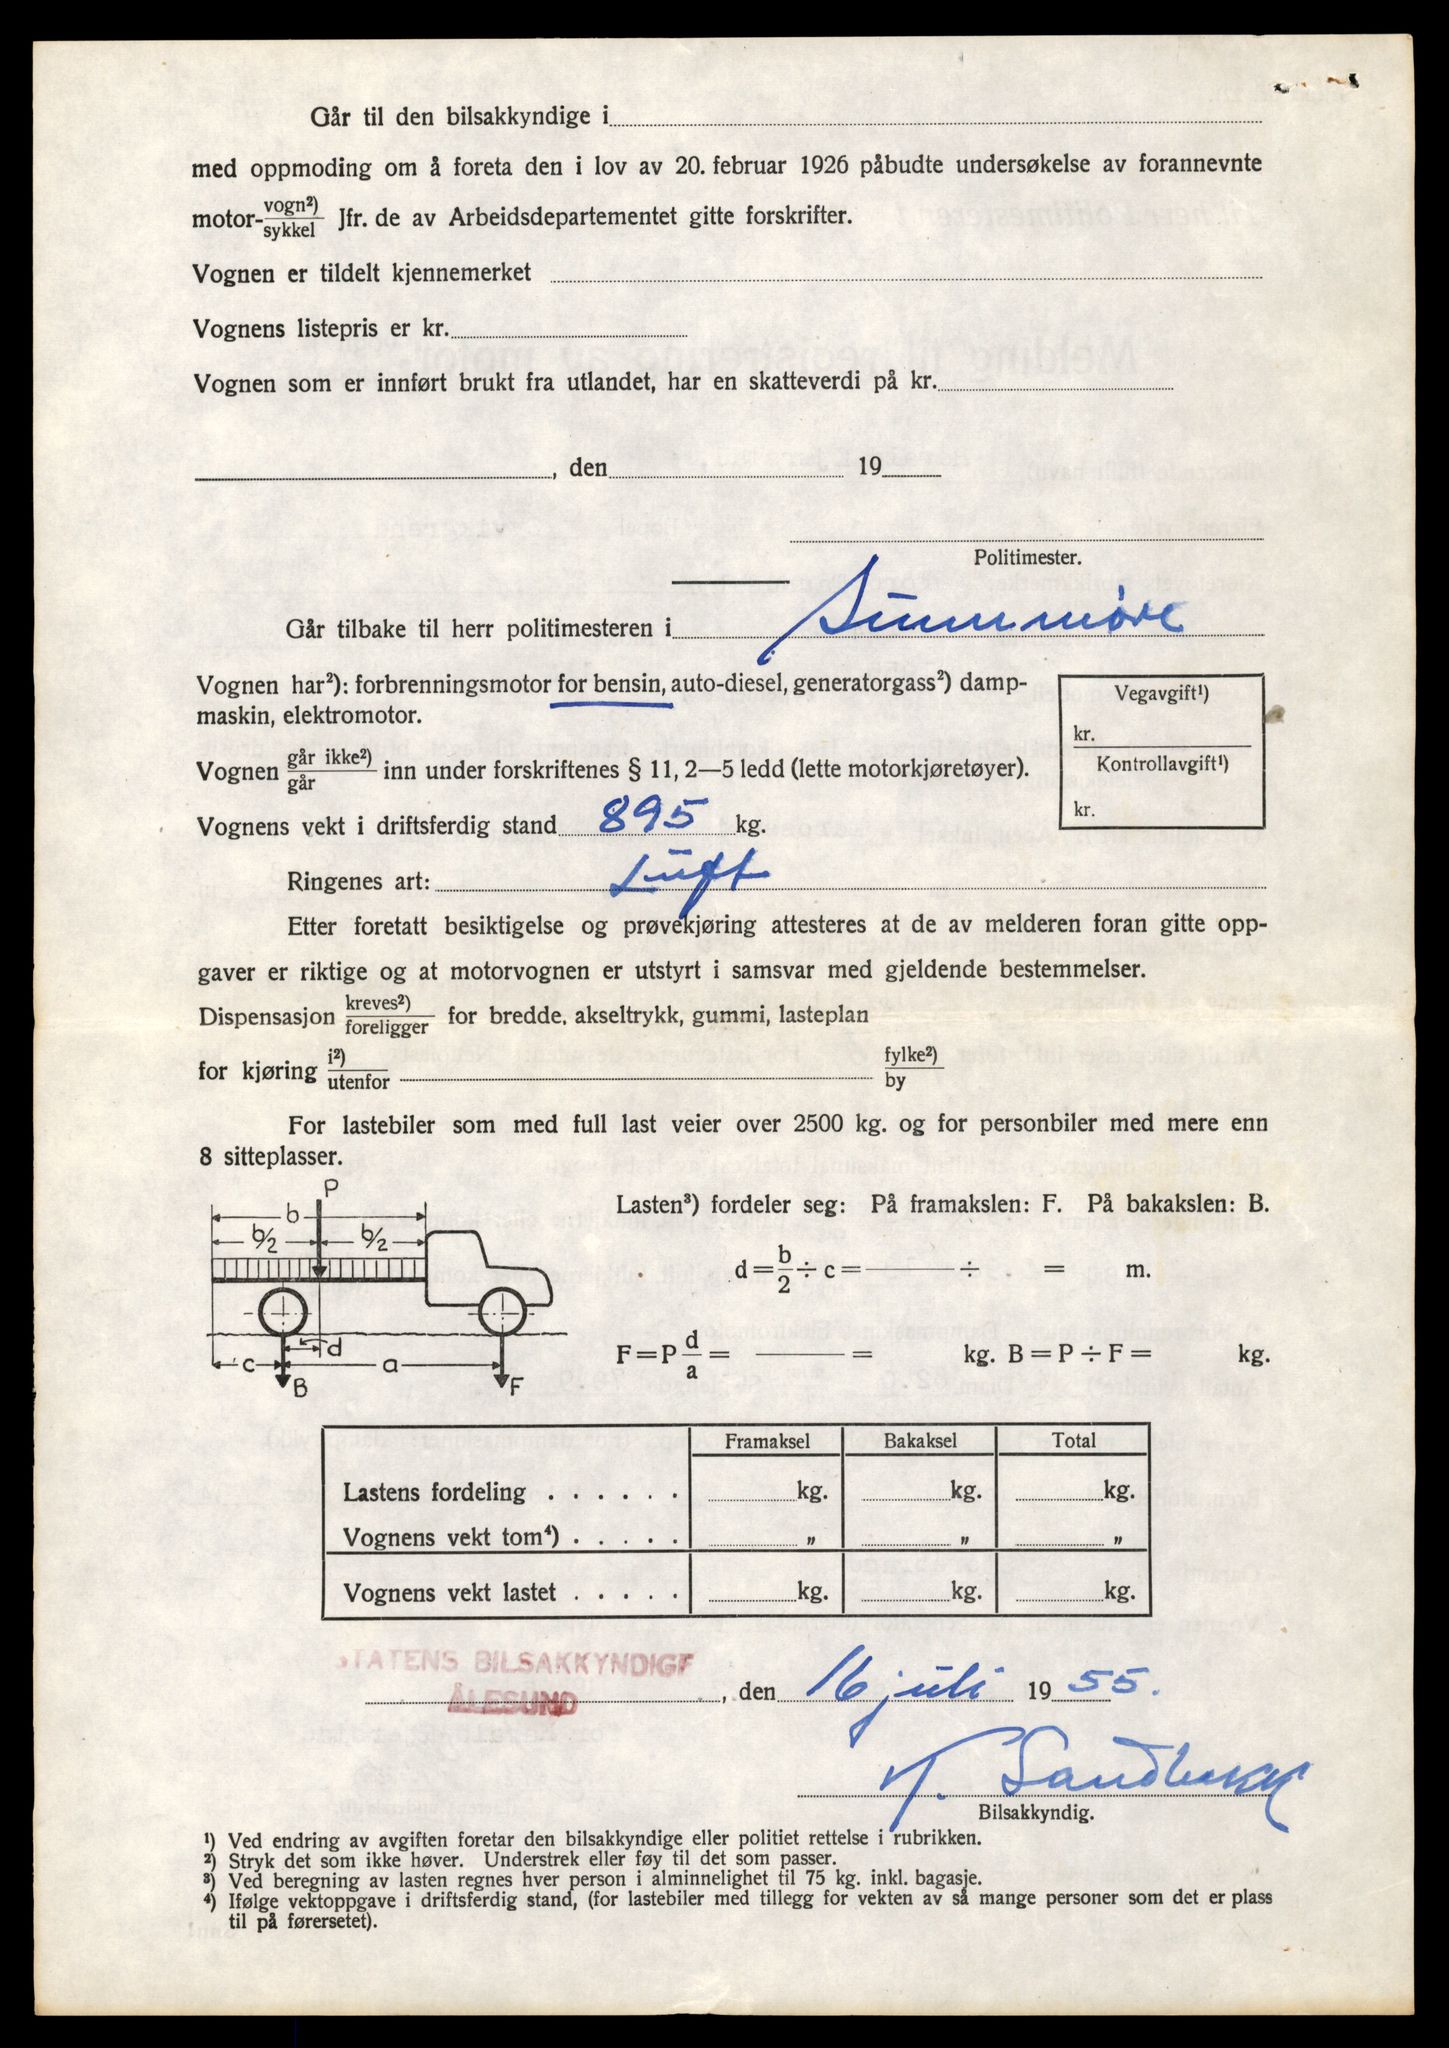 Går til den bilsakkyndige i
med oppmoding om å foreta den i lov av 20. februar 1926 påbudte undersøkelse av forannevnte
motor- vogn²) / sykkel Jfr. de av Arbeidsdepartementet gitte forskrifter.
Vognen er tildelt kjennemerket
Vognens listepris er kr.
Vognen som er innført brukt fra utlandet, har en skatteverdi på kr.
, den 19
Politimester.
Går tilbake til herr politimesteren i Sunnmøre
Vognen har²): forbrenningsmotor for bensin, auto-diesel, generatorgass²) damp-
maskin, elektromotor.
Vegavgift¹)
kr.
Kontrollavgift¹)
kr.
Vognen går ikke²) / går inn under forskriftenes § 11, 2—5 ledd (lette motorkjøretøyer).
Vognens vekt i driftsferdig stand 895 kg.
Ringenes art: Luft
Etter foretatt besiktigelse og prøvekjøring attesteres at de av melderen foran gitte opp-
gaver er riktige og at motorvognen er utstyrt i samsvar med gjeldende bestemmelser.
Dispensasjon kreves²) / foreligger for bredde, akseltrykk, gummi, lasteplan
for kjøring i²) / utenfor fylke²) / by
For lastebiler som med full last veier over 2500 kg. og for personbiler med mere enn
8 sitteplasser.
P
b
b/2 b/2
d
c a
B F
Lasten³) fordeler seg: På framakslen: F. På bakakslen: B.
d = b/2 ÷ c = ÷ = m.
F = P d/a = = kg. B = P ÷ F = kg.
Framaksel Bakaksel Total
Lastens fordeling . . . . . . kg. kg. kg.
Vognens vekt tom⁴) . . . . . „ „ „
Vognens vekt lastet . . . . . kg. kg. kg.
STATENS BILSAKKYNDIGE
ÅLESUND
, den 16 juli 1955.
T. Sandbakk
Bilsakkyndig.
¹) Ved endring av avgiften foretar den bilsakkyndige eller politiet rettelse i rubrikken.
²) Stryk det som ikke høver. Understrek eller føy til det som passer.
³) Ved beregning av lasten regnes hver person i alminnelighet til 75 kg. inkl. bagasje.
⁴) Ifølge vektoppgave i driftsferdig stand, (for lastebiler med tillegg for vekten av så mange personer som det er plass
til på førersetet).